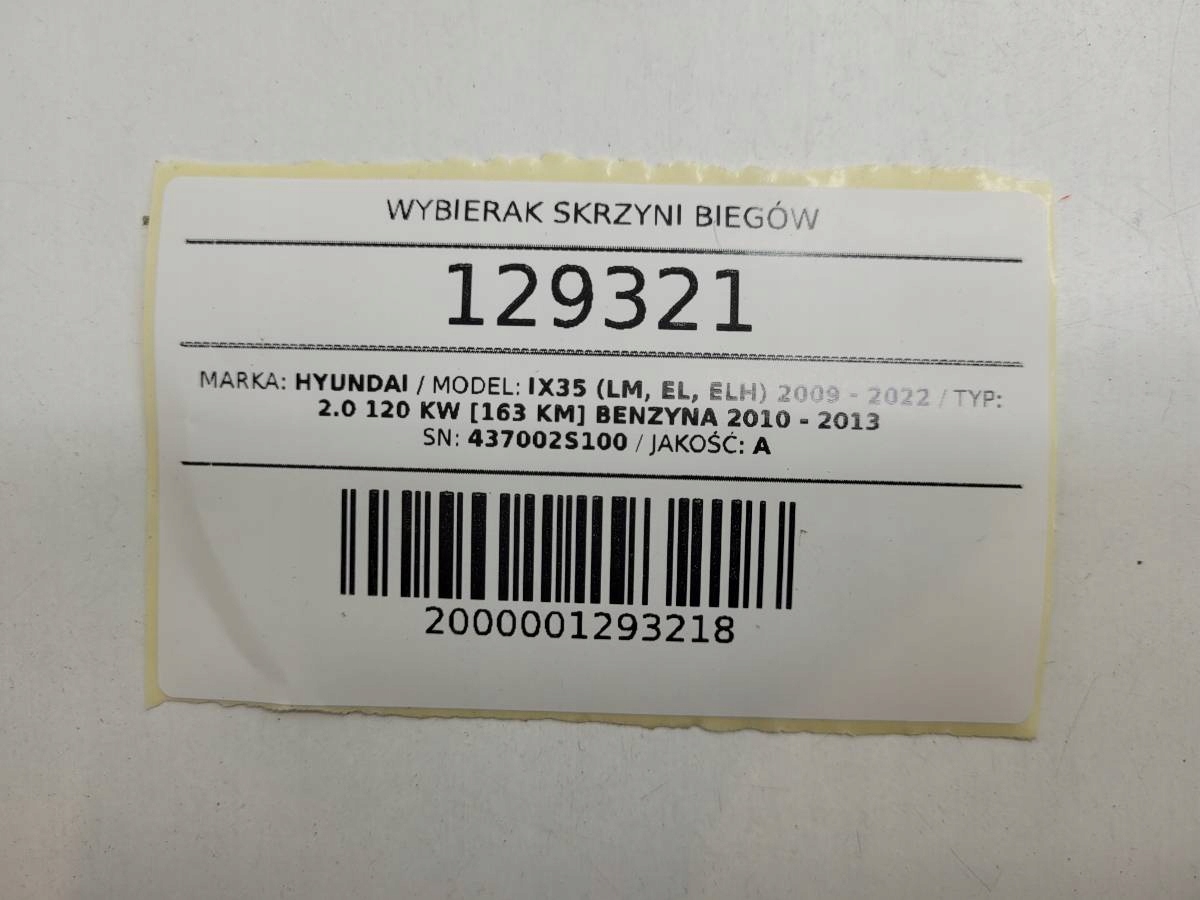 WYBIERAK SKRZYNI BIEGÓW
129321
MARKA: HYUNDAI / MODEL: IX35 (LM, EL, ELH) 2009 - 2022 / TYP:
2.0 120 KW [163 KM] BENZYNA 2010 - 2013
SN: 437002S100 / JAKOŚĆ: A
2000001293218